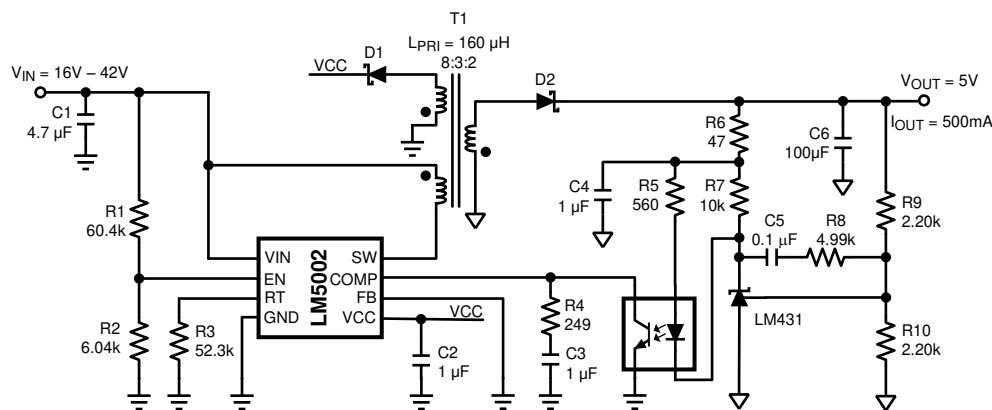 T1
L_PRI = 160 µH
8:3:2
D1
VCC
V_IN = 16V – 42V
C1
4.7 µF
D2
V_OUT = 5V
I_OUT = 500mA
R6
47
C6
100µF
C4
1 µF
R5
560
R7
10k
R9
2.20k
C5
0.1 µF
R8
4.99k
R1
60.4k
LM5002
VIN
EN
RT
GND
SW
COMP
FB
VCC
VCC
R2
6.04k
R3
52.3k
C2
1 µF
R4
249
C3
1 µF
LM431
R10
2.20k